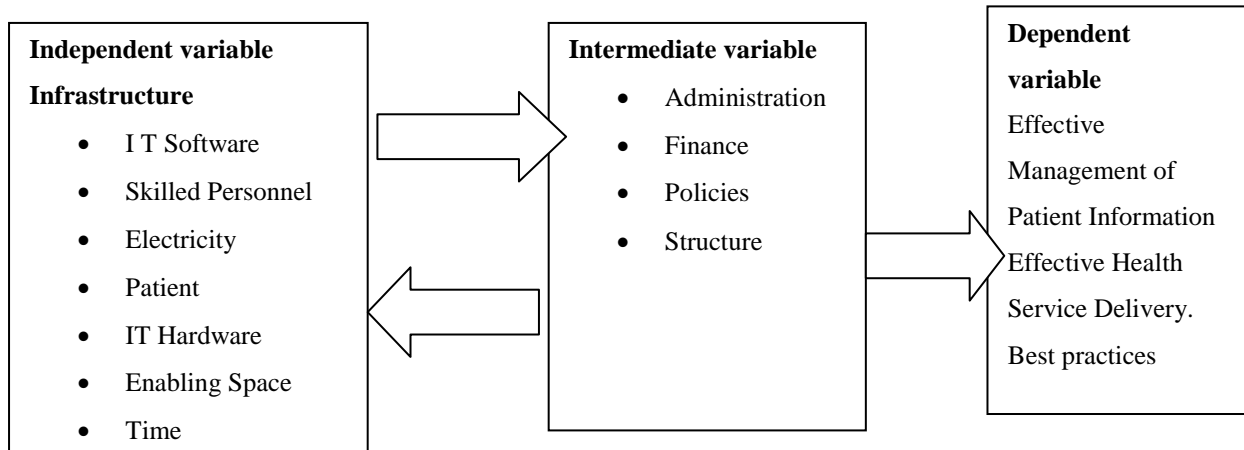 Independent variable
Infrastructure
• I T Software
• Skilled Personnel
• Electricity
• Patient
• IT Hardware
• Enabling Space
• Time
Intermediate variable
• Administration
• Finance
• Policies
• Structure
Dependent
variable
Effective
Management of
Patient Information
Effective Health
Service Delivery.
Best practices